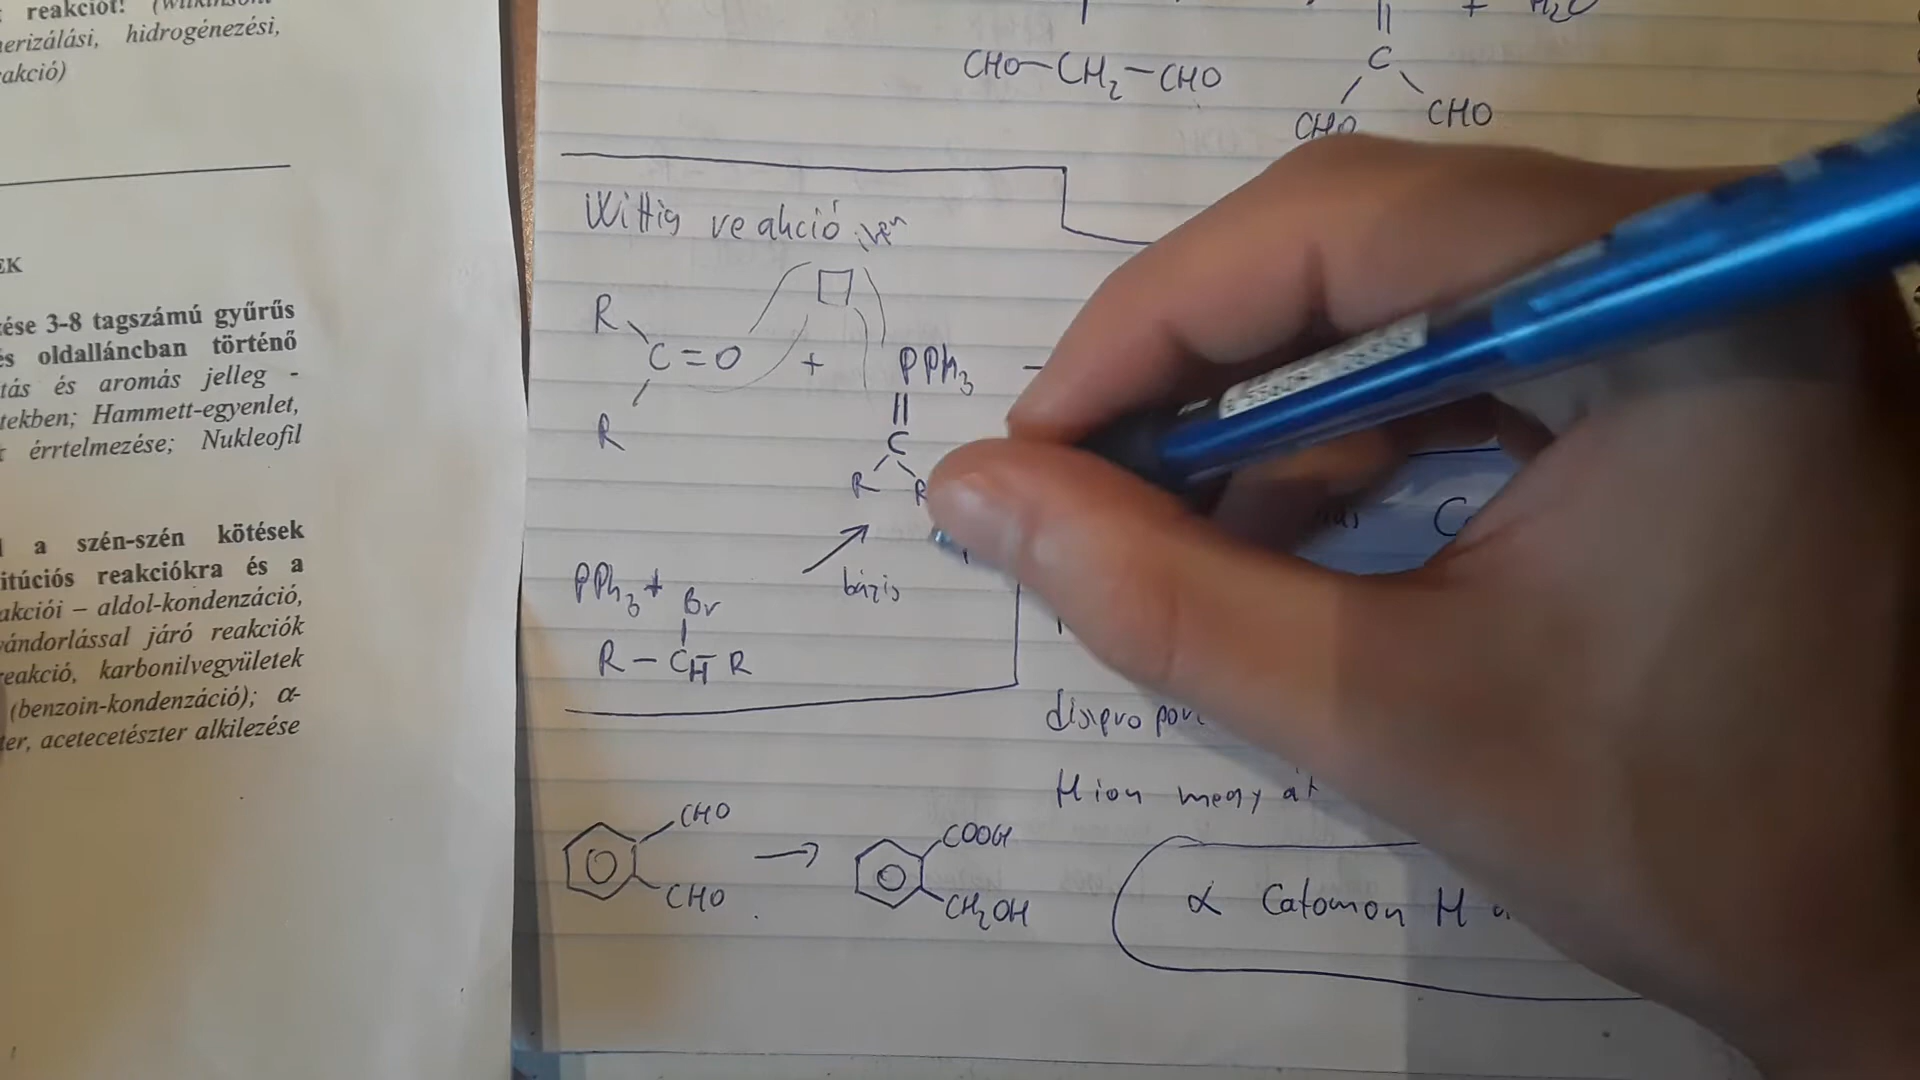 reakciót! (Wilkinson
merizálási, hidrogénezési,
akció)
EK
ése 3-8 tagszámú gyűrűs
és oldalláncban történő
tás és aromás jelleg -
tekben; Hammett-egyenlet,
érrtelmezése; Nukleofil
a szén-szén kötések
itúciós reakciókra és a
akciói – aldol-kondenzáció,
vándorlással járó reakciók
reakció, karbonilvegyületek
(benzoin-kondenzáció); α-
ter, acetecetészter alkilezése
+ H2O
CHO–CH2–CHO
C
CHO CHO
Wittig reakció
R
C=O + PPh3
R
C
R R
PPh3 + Br
bázis
R–CH–R
diszpropor
H ion megy át
CHO
CHO
COOH
CH2OH
α Catomon H